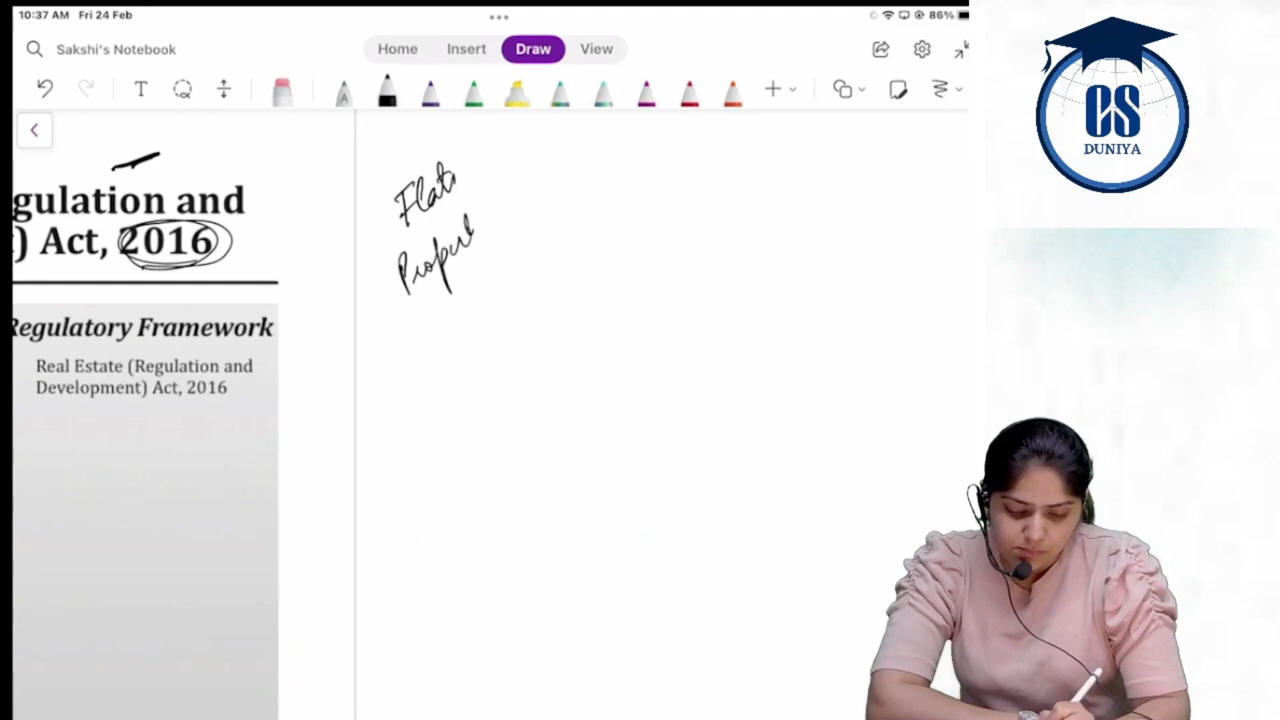 10:37 AM Fri 24 Feb
86%
Sakshi's Notebook
Home Insert Draw View
T
A
gulation and
) Act, 2016
Regulatory Framework
Real Estate (Regulation and
Development) Act, 2016
Flats
Proper
CS
DUNIYA